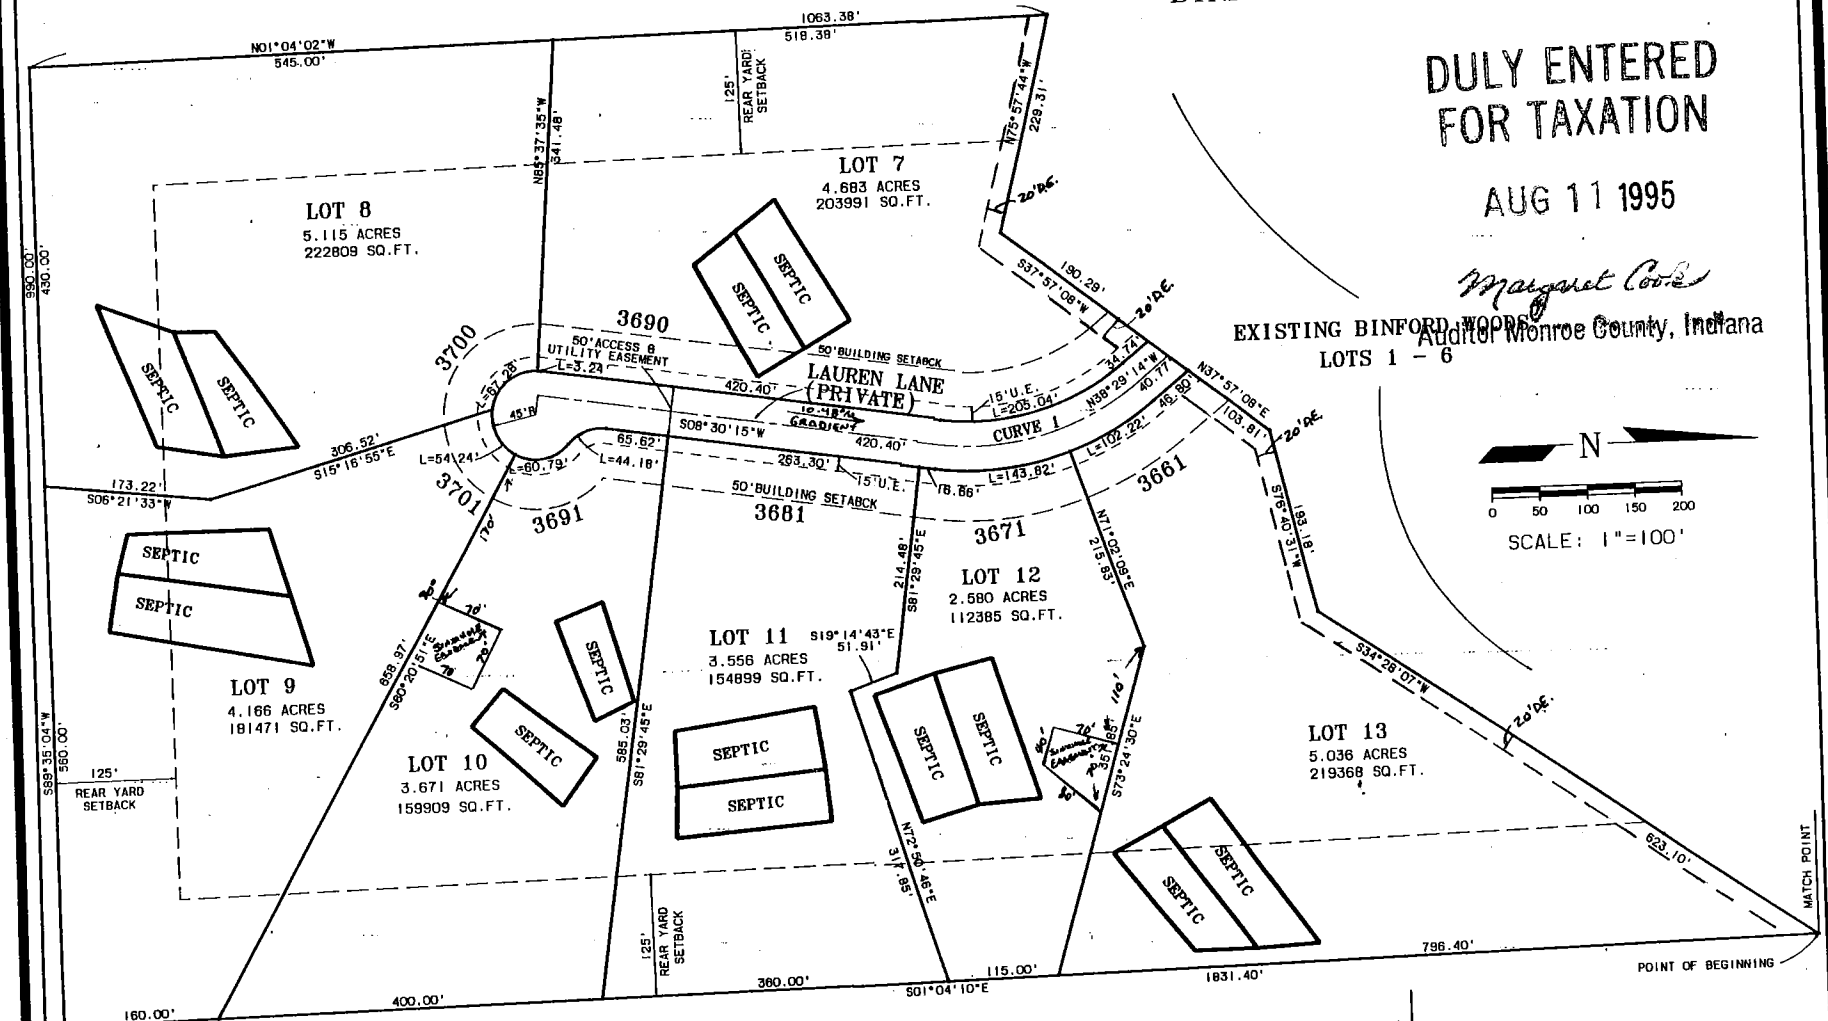 1063.38'
N01°04'02"W
545.00'
518.38'
125'
REAR YARD
SETBACK
N75°57'44"W
229.31'
DULY ENTERED
FOR TAXATION
AUG 11 1995
Margaret Cook
Auditor Monroe County, Indiana
N85°37'35"W
341.48'
LOT 7
4.683 ACRES
203991 SQ.FT.
20'D.E.
LOT 8
5.115 ACRES
222809 SQ.FT.
990.00'
430.00'
SEPTIC
SEPTIC
S37°57'08"W
190.29'
20'D.E.
EXISTING BINFORD WOODS
LOTS 1 - 6
3700
3690
50'ACCESS &
UTILITY EASEMENT
50'BUILDING SETABCK
L=3.24'
L=67.28'
45'R
LAUREN LANE
(PRIVATE)
420.40'
10.48%
GRADIENT
15'U.E.
L=205.04'
34.74'
N38°29'14"W
40.77'
46.80'
N37°57'08"E
103.81'
20'D.E.
CURVE 1
S08°30'15"W
420.40'
L=102.22'
SEPTIC
SEPTIC
306.52'
S15°16'55"E
L=54.24'
L=60.79'
65.62'
L=44.18'
263.30'
15'U.E.
16.66'
L=143.82'
3661
N
0 50 100 150 200
SCALE: 1"=100'
173.22'
S06°21'33"W
3701
3691
50'BUILDING SETABCK
3681
3671
170'
SEPTIC
SEPTIC
214.48'
S81°29'45"E
N71°02'09"E
215.83'
S76°40'31"W
193.18'
LOT 12
2.580 ACRES
112385 SQ.FT.
70'
SINKHOLE
EASEMENT
70'
70'
SEPTIC
LOT 11
3.556 ACRES
154899 SQ.FT.
S19°14'43"E
51.91'
S34°28'07"W
20'D.E.
658.97'
S60°20'51"E
LOT 9
4.166 ACRES
181471 SQ.FT.
S89°35'04"W
560.00'
125'
REAR YARD
SETBACK
SEPTIC
LOT 10
3.671 ACRES
159909 SQ.FT.
585.03'
S81°29'45"E
SEPTIC
SEPTIC
SEPTIC
SEPTIC
110'
70'
SINKHOLE
EASEMENT
70'
S73°24'30"E
LOT 13
5.036 ACRES
219368 SQ.FT.
N72°50'46"E
317.85'
SEPTIC
SEPTIC
623.10'
MATCH POINT
125'
REAR YARD
SETBACK
160.00'
400.00'
360.00'
115.00'
S01°04'10"E
1831.40'
796.40'
POINT OF BEGINNING